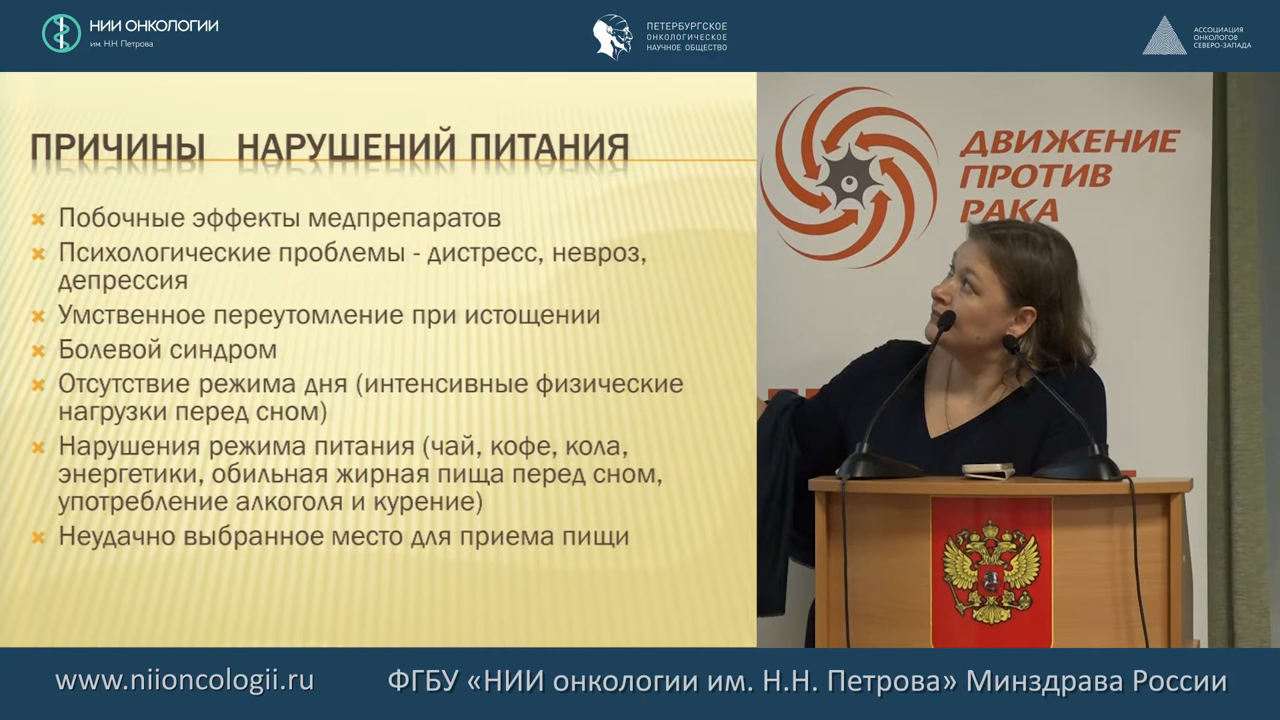 НИИ ОНКОЛОГИИ
им. Н.Н. Петрова
ПЕТЕРБУРГСКОЕ
ОНКОЛОГИЧЕСКОЕ
НАУЧНОЕ ОБЩЕСТВО
АССОЦИАЦИЯ
ОНКОЛОГОВ
СЕВЕРО-ЗАПАДА
ПРИЧИНЫ НАРУШЕНИЙ ПИТАНИЯ
Побочные эффекты медпрепаратов
Психологические проблемы - дистресс, невроз,
депрессия
Умственное переутомление при истощении
Болевой синдром
Отсутствие режима дня (интенсивные физические
нагрузки перед сном)
Нарушения режима питания (чай, кофе, кола,
энергетики, обильная жирная пища перед сном,
употребление алкоголя и курение)
Неудачно выбранное место для приема пищи
ДВИЖЕНИЕ
ПРОТИВ
РАКА
www.niioncologii.ru
ФГБУ «НИИ онкологии им. Н.Н. Петрова» Минздрава России